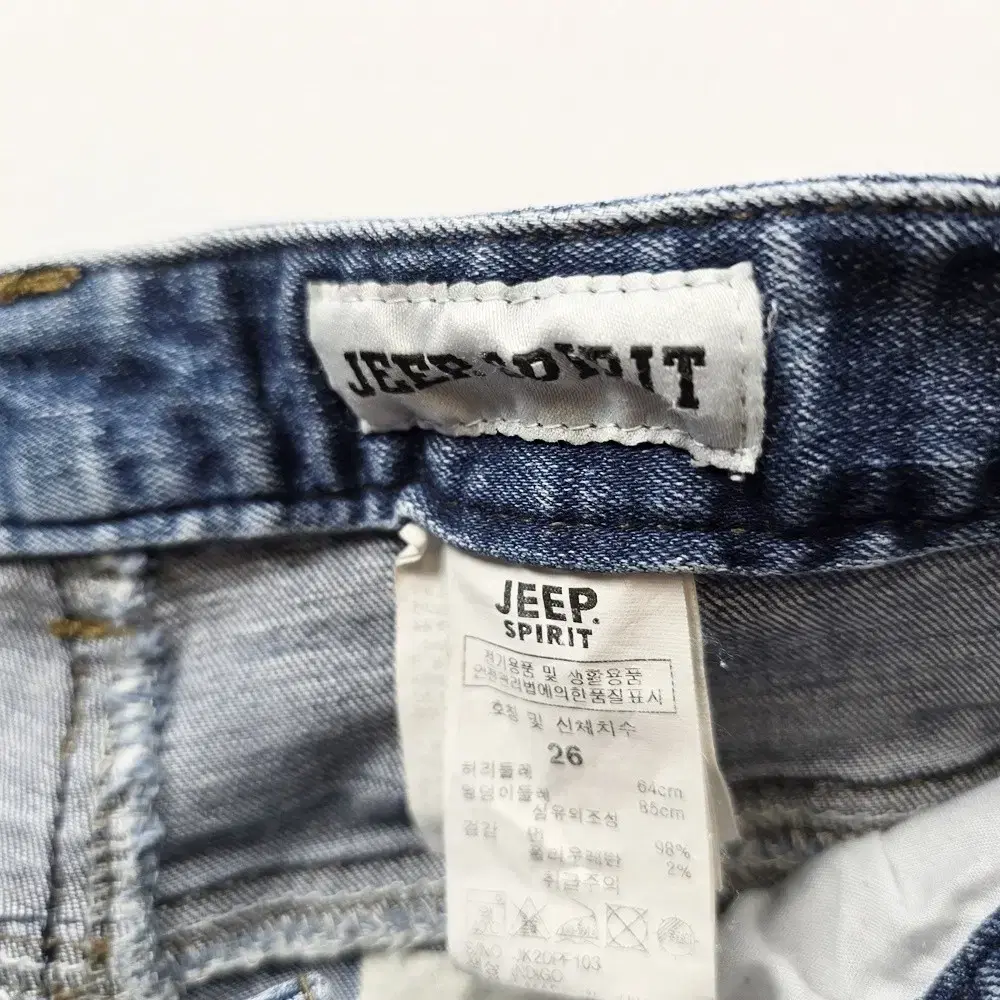 JEEP SPIRIT
JEEP.
SPIRIT
전기용품 및 생활용품
안전관리법에의한품질표시
호칭 및 신체치수
26
허리둘레 64cm
엉덩이둘레 85cm
섬유의조성
겉감 면 98%
폴리우레탄 2%
취급주의
INDIGO